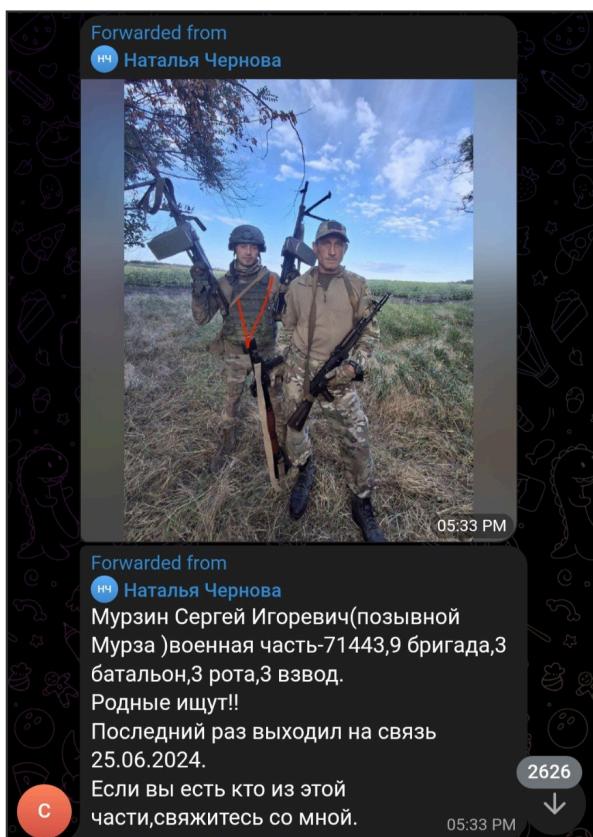 Forwarded from
НЧ Наталья Чернова
05:33 PM
Forwarded from
НЧ Наталья Чернова
Мурзин Сергей Игоревич(позывной
Мурза )военная часть-71443,9 бригада,3
батальон,3 рота,3 взвод.
Родные ищут!!
Последний раз выходил на связь
25.06.2024.
Если вы есть кто из этой
части,свяжитесь со мной.
05:33 PM
2626
С